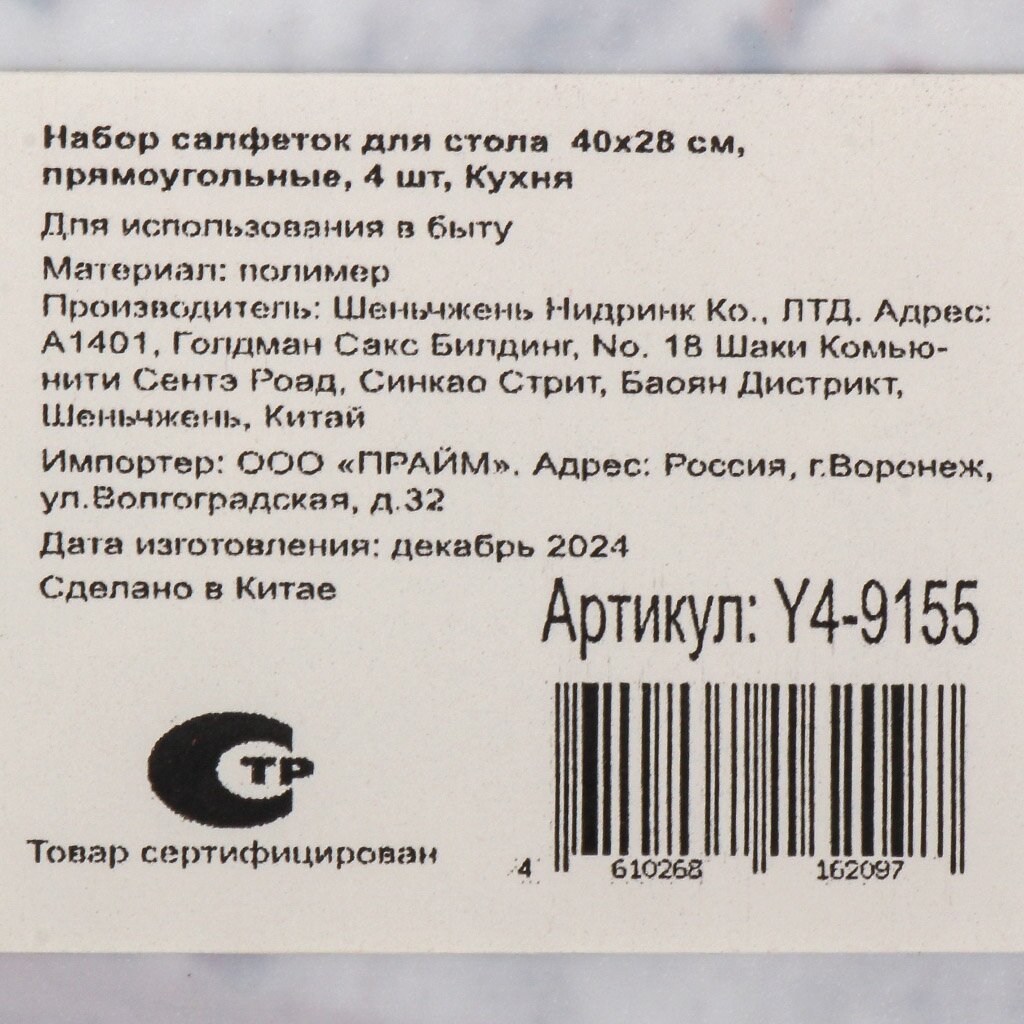 Набор салфеток для стола 40х28 см,
прямоугольные, 4 шт, Кухня
Для использования в быту
Материал: полимер
Производитель: Шеньчжень Нидринк Ко., ЛТД. Адрес:
А1401, Голдман Сакс Билдинг, No. 18 Шаки Комью-
нити Сентэ Роад, Синкао Стрит, Баоян Дистрикт,
Шеньчжень, Китай
Импортер: ООО «ПРАЙМ». Адрес: Россия, г.Воронеж,
ул.Волгоградская, д.32
Дата изготовления: декабрь 2024
Сделано в Китае
Артикул: Y4-9155
СТР
Товар сертифицирован
4 610268 162097